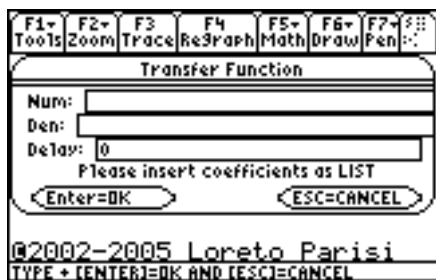 F1▾ F2▾ F3 F4 F5▾ F6▾ F7▾
Tools Zoom Trace ReGraph Math Draw Pen
Transfer Function
Num:
Den:
Delay: 0
Please insert coefficients as LIST
Enter=OK ESC=CANCEL
@2002-2005 Loreto Parisi
TYPE + [ENTER]=OK AND [ESC]=CANCEL